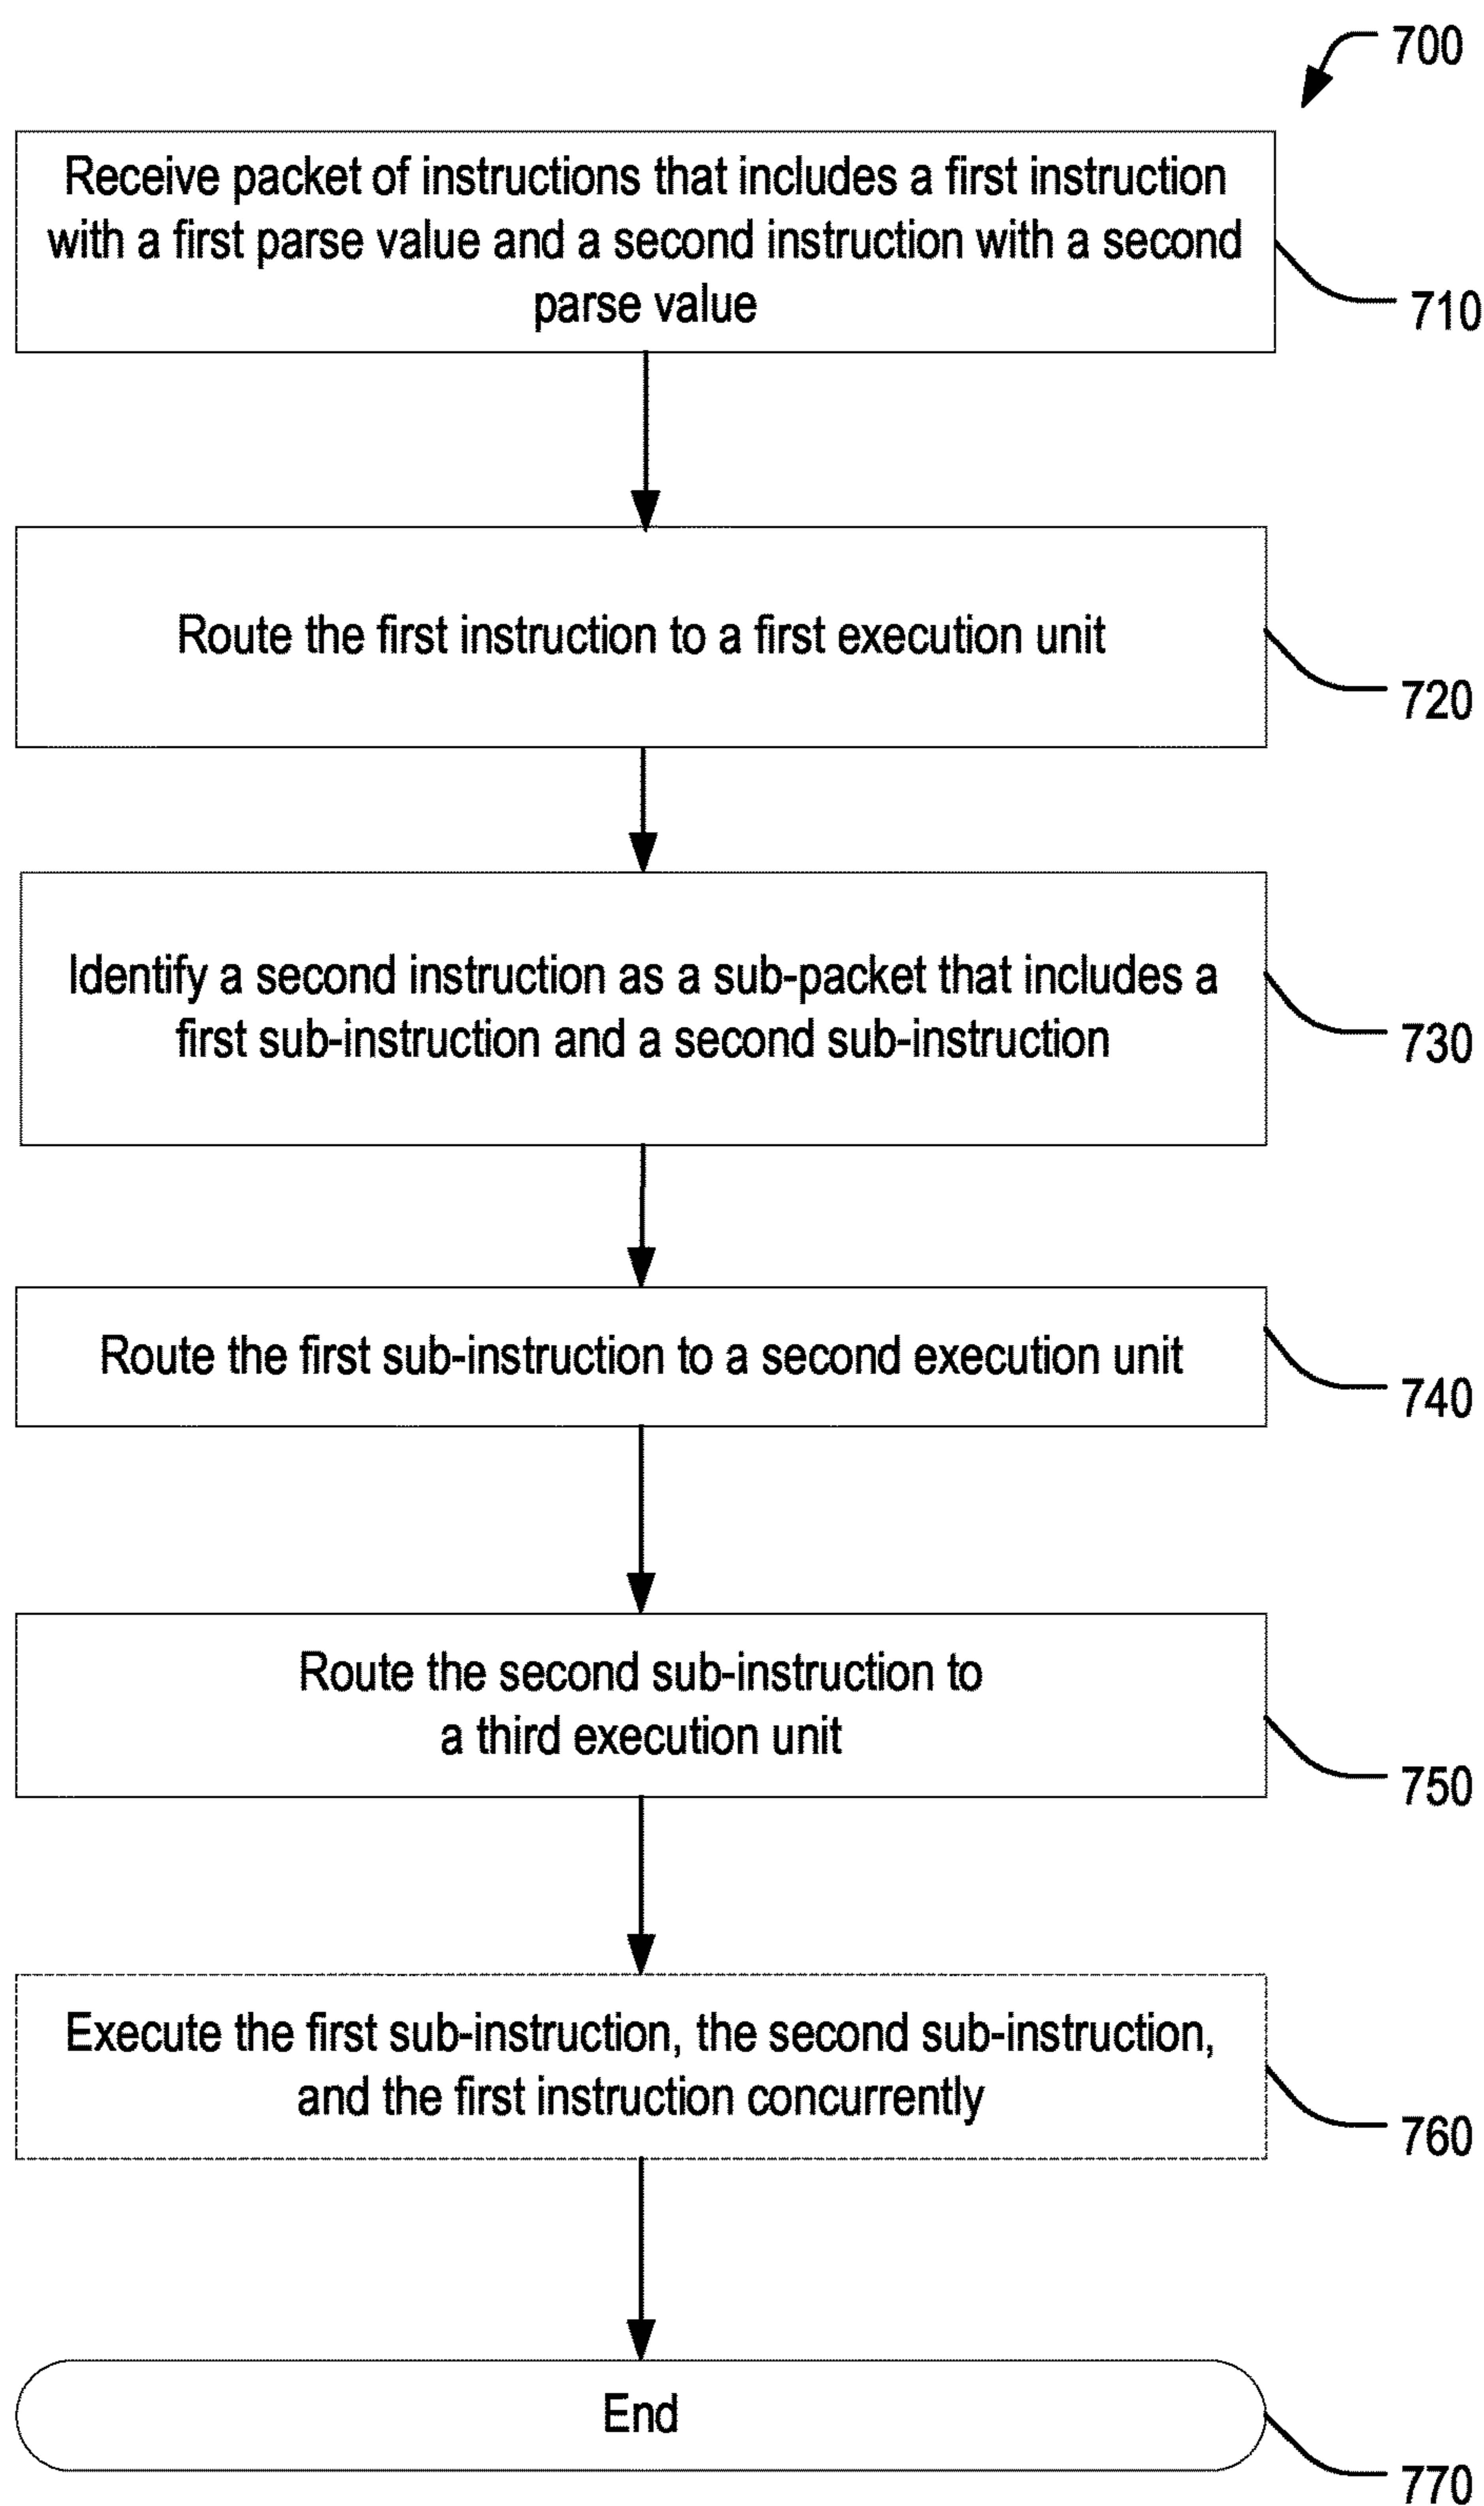 700
Receive packet of instructions that includes a first instruction
with a first parse value and a second instruction with a second
parse value
710
Route the first instruction to a first execution unit
720
Identify a second instruction as a sub-packet that includes a
first sub-instruction and a second sub-instruction
730
Route the first sub-instruction to a second execution unit
740
Route the second sub-instruction to
a third execution unit
750
Execute the first sub-instruction, the second sub-instruction,
and the first instruction concurrently
760
End
770